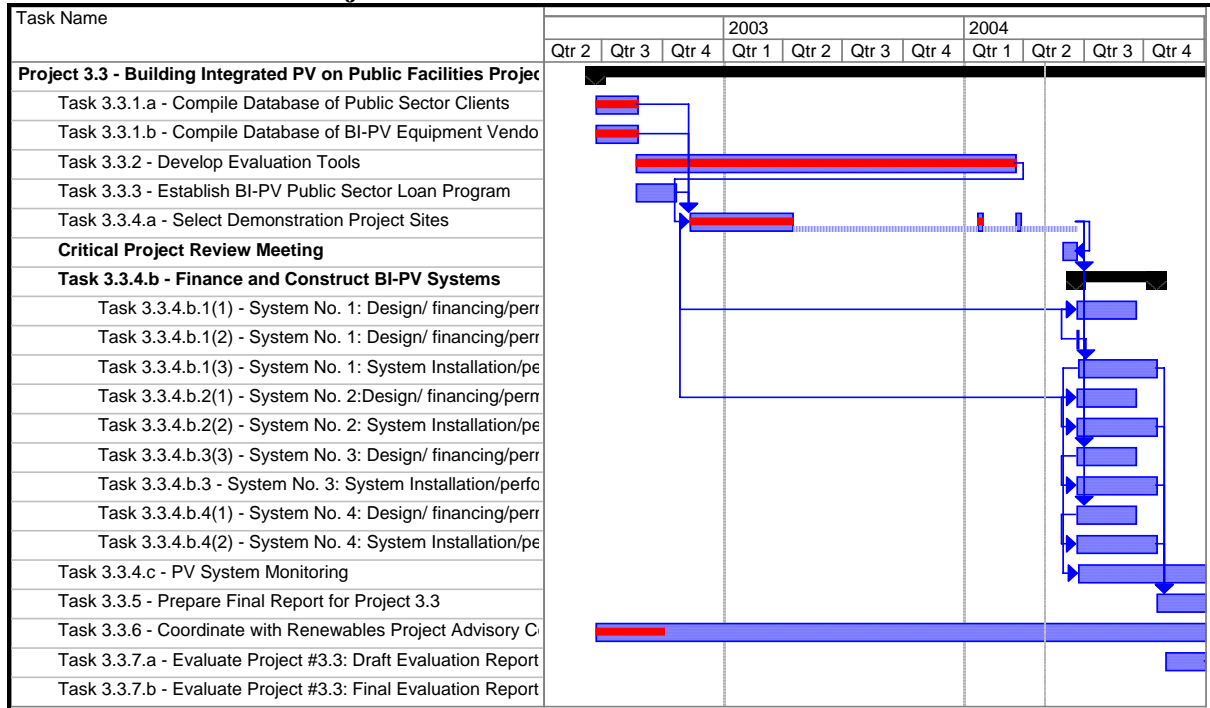 Task Name
2003 2004
Qtr 2 Qtr 3 Qtr 4 Qtr 1 Qtr 2 Qtr 3 Qtr 4 Qtr 1 Qtr 2 Qtr 3 Qtr 4
Project 3.3 - Building Integrated PV on Public Facilities Projec
Task 3.3.1.a - Compile Database of Public Sector Clients
Task 3.3.1.b - Compile Database of BI-PV Equipment Vendo
Task 3.3.2 - Develop Evaluation Tools
Task 3.3.3 - Establish BI-PV Public Sector Loan Program
Task 3.3.4.a - Select Demonstration Project Sites
Critical Project Review Meeting
Task 3.3.4.b - Finance and Construct BI-PV Systems
Task 3.3.4.b.1(1) - System No. 1: Design/ financing/perr
Task 3.3.4.b.1(2) - System No. 1: Design/ financing/perr
Task 3.3.4.b.1(3) - System No. 1: System Installation/pe
Task 3.3.4.b.2(1) - System No. 2:Design/ financing/perm
Task 3.3.4.b.2(2) - System No. 2: System Installation/pe
Task 3.3.4.b.3(3) - System No. 3: Design/ financing/perr
Task 3.3.4.b.3 - System No. 3: System Installation/perfo
Task 3.3.4.b.4(1) - System No. 4: Design/ financing/perr
Task 3.3.4.b.4(2) - System No. 4: System Installation/pe
Task 3.3.4.c - PV System Monitoring
Task 3.3.5 - Prepare Final Report for Project 3.3
Task 3.3.6 - Coordinate with Renewables Project Advisory C
Task 3.3.7.a - Evaluate Project #3.3: Draft Evaluation Report
Task 3.3.7.b - Evaluate Project #3.3: Final Evaluation Report